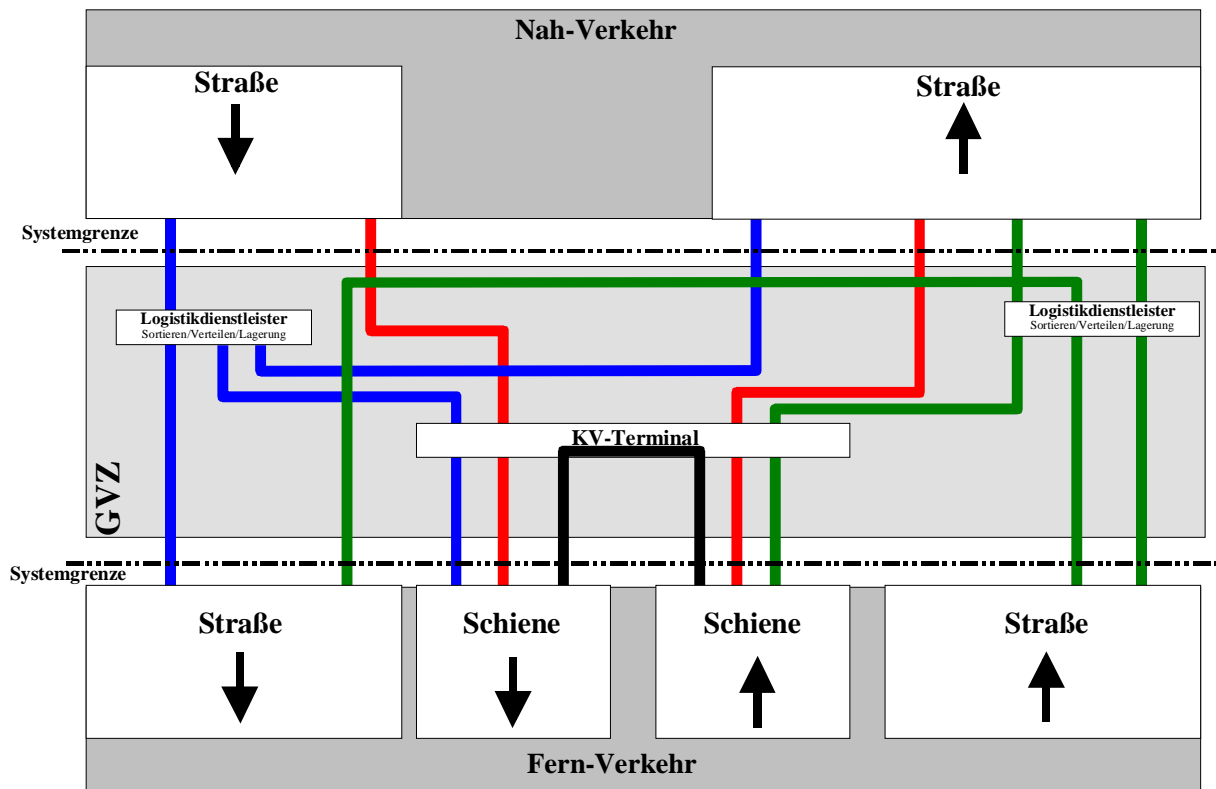 Nah-Verkehr
Straße
Straße
Systemgrenze
Logistikdienstleister
Sortieren/Verteilen/Lagerung
Logistikdienstleister
Sortieren/Verteilen/Lagerung
KV-Terminal
GVZ
Systemgrenze
Straße
Schiene
Schiene
Straße
Fern-Verkehr